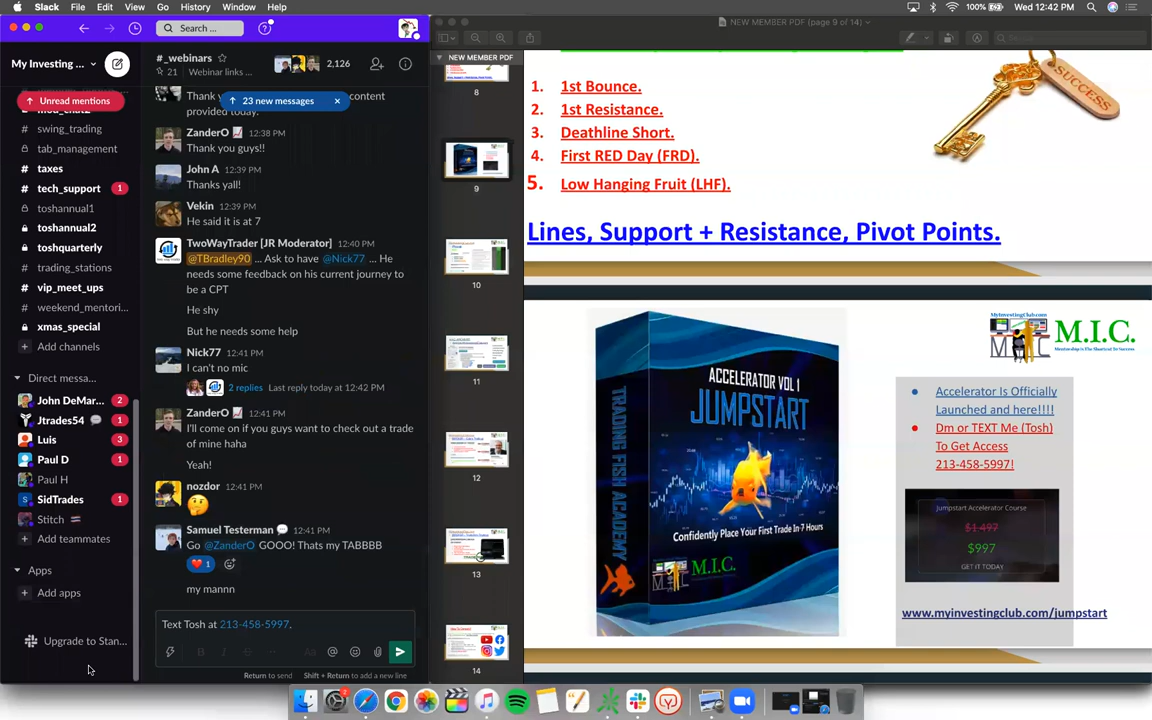 Slack File Edit View Go History Window Help
100% Wed 12:42 PM
Search ...
My Investing ...
Unread mentions
mod_chat2
swing_trading
tab_management
taxes
tech_support 1
toshannual1
toshannual2
toshquarterly
trading_stations
vip_meet_ups
weekend_mentori...
xmas_special
Add channels
Direct messa...
John DeMar... 2
Jtrades54 1
Luis 3
Paul D 1
Paul H
SidTrades 1
Stitch
Add teammates
Apps
Add apps
Upgrade to Stan...
#_webinars
21 Webinar links ...
2,126
23 new messages
content
provided today.
ZanderO 12:38 PM
Thank you guys!!
John A 12:39 PM
Thanks yall!
Vekin 12:39 PM
He said it is at 7
TwoWayTrader [JR Moderator] 12:40 PM
@TBradley90 ... Ask to have @Nick77 ... He
needs some feedback on his current journey to
be a CPT
He shy
But he needs some help
Nick77 12:41 PM
I can't no mic
2 replies Last reply today at 12:42 PM
ZanderO 12:41 PM
I'll come on if you guys want to check out a trade
of mine haha
Yeah!
nozdor 12:41 PM
Samuel Testerman 12:41 PM
Go @ZanderO GOOO! Thats my TABBBB
1
my mannn
Text Tosh at 213-458-5997.
Return to send Shift + Return to add a new line
NEW MEMBER PDF (page 9 of 14)
Search
NEW MEMBER PDF
8
9
10
11
12
13
14
1. 1st Bounce.
2. 1st Resistance.
3. Deathline Short.
4. First RED Day (FRD).
5. Low Hanging Fruit (LHF).
SUCCESS
Lines, Support + Resistance, Pivot Points.
ACCELERATOR VOL 1
JUMPSTART
TRADING FISH ACADEMY
Confidently Place Your First Trade In 7 Hours
M.I.C.
MyInvestingClub.com
MIC
M.I.C.
Mentorship Is The Shortcut To Success
Accelerator Is Officially
Launched and here!!!!
Dm or TEXT Me (Tosh)
To Get Access
213-458-5997!
Jumpstart Accelerator Course
$1,497
$997
GET IT TODAY
www.myinvestingclub.com/jumpstart